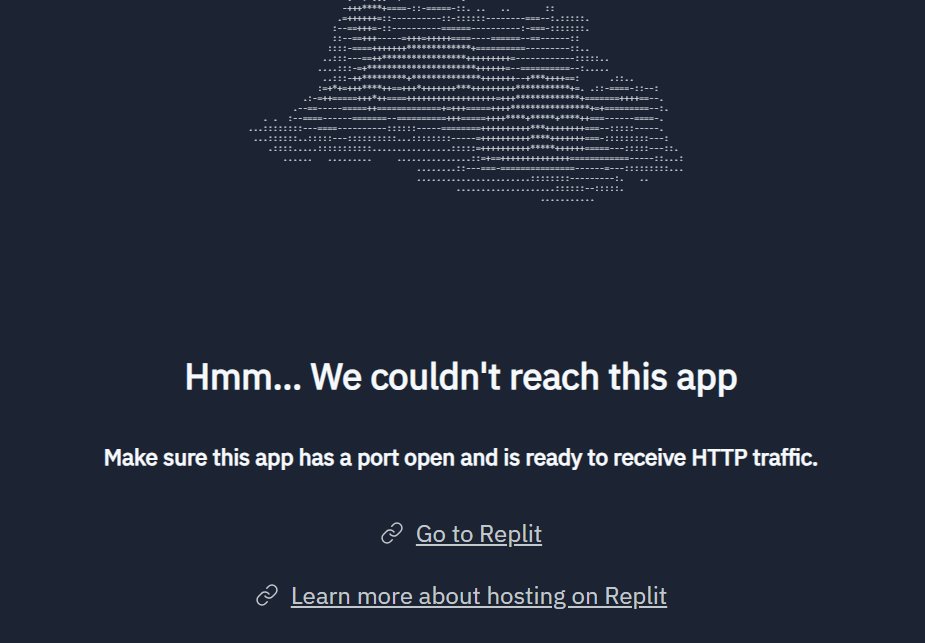 Hmm... We couldn't reach this app
Make sure this app has a port open and is ready to receive HTTP traffic.
Go to Replit
Learn more about hosting on Replit